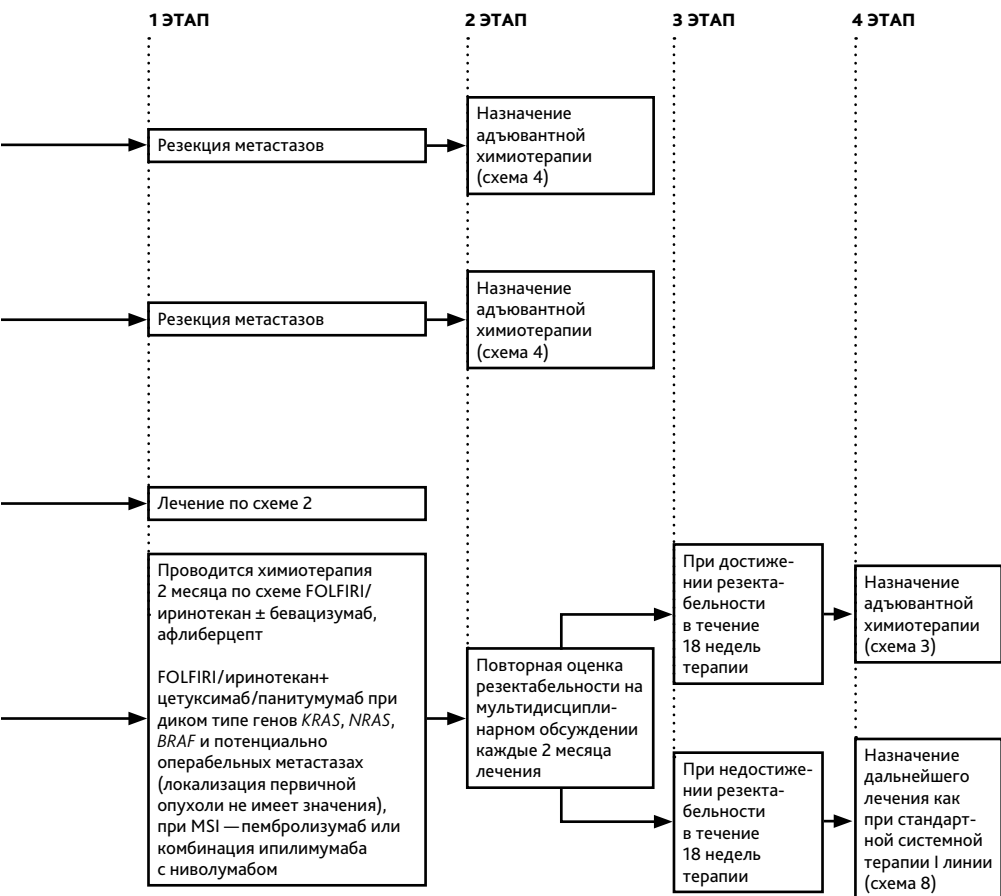 1 ЭТАП
2 ЭТАП
3 ЭТАП
4 ЭТАП
Резекция метастазов
Назначение
адъювантной
химиотерапии
(схема 4)
Резекция метастазов
Назначение
адъювантной
химиотерапии
(схема 4)
Лечение по схеме 2
Проводится химиотерапия
2 месяца по схеме FOLFIRI/
иринотекан ± бевацизумаб,
афлиберцепт
FOLFIRI/иринотекан+
цетуксимаб/панитумумаб при
диком типе генов KRAS, NRAS,
BRAF и потенциально
операбельных метастазах
(локализация первичной
опухоли не имеет значения),
при MSI — пембролизумаб или
комбинация ипилимумаба
с ниволумабом
Повторная оценка
резектабельности на
мультидисципли-
нарном обсуждении
каждые 2 месяца
лечения
При достиже-
нии резекта-
бельности
в течение
18 недель
терапии
Назначение
адъювантной
химиотерапии
(схема 3)
При недостиже-
нии резекта-
бельности
в течение
18 недель
терапии
Назначение
дальнейшего
лечения как
при стандарт-
ной системной
терапии I линии
(схема 8)